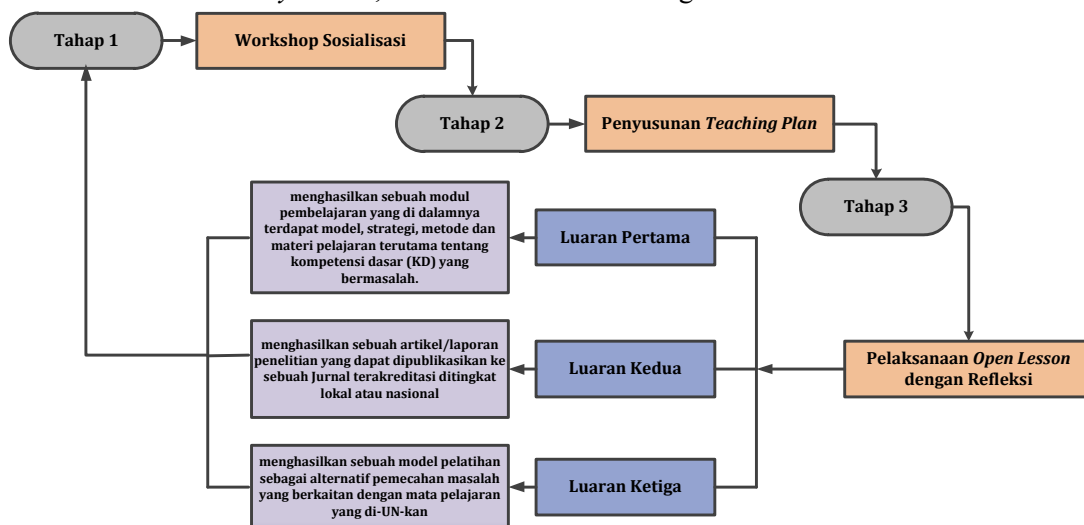 Tahap 1
Workshop Sosialisasi
Tahap 2
Penyusunan Teaching Plan
Tahap 3
menghasilkan sebuah modul
pembelajaran yang di dalamnya
terdapat model, strategi, metode dan
materi pelajaran terutama tentang
kompetensi dasar (KD) yang
bermasalah.
Luaran Pertama
menghasilkan sebuah artikel/laporan
penelitian yang dapat dipublikasikan ke
sebuah Jurnal terakreditasi ditingkat
lokal atau nasional
Luaran Kedua
Pelaksanaan Open Lesson
dengan Refleksi
menghasilkan sebuah model pelatihan
sebagai alternatif pemecahan masalah
yang berkaitan dengan mata pelajaran
yang di-UN-kan
Luaran Ketiga